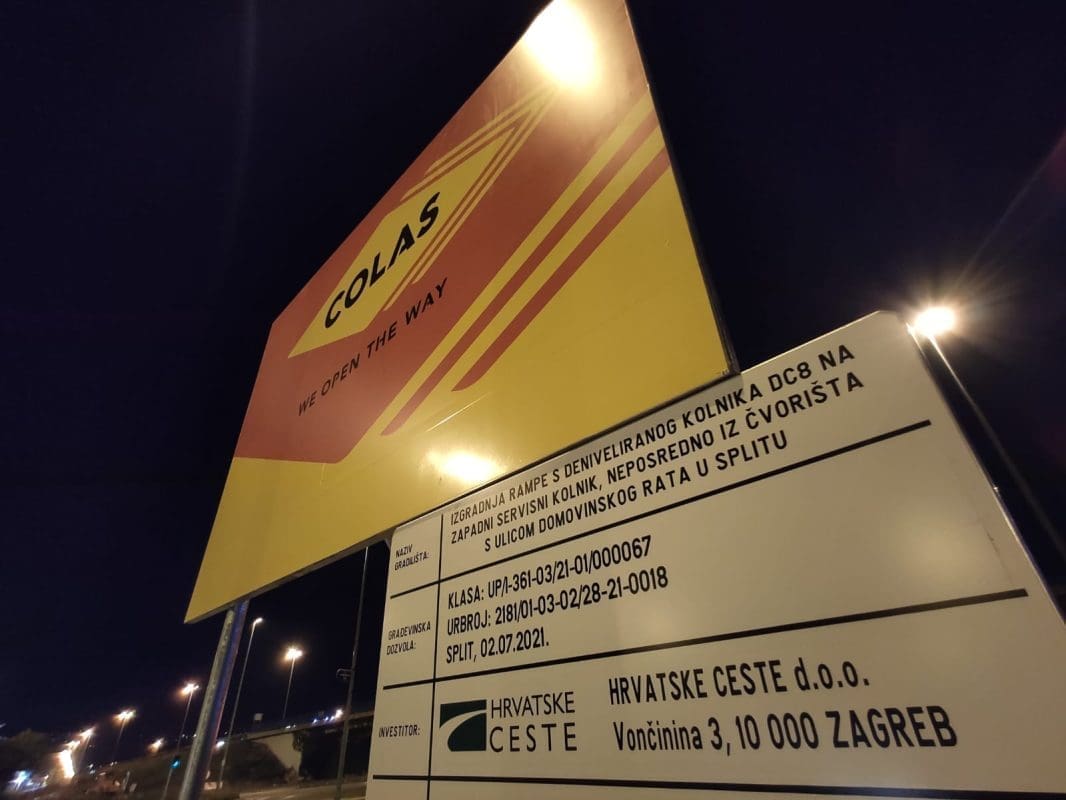 COLAS
WE OPEN THE WAY
NAZIV
GRADILIŠTA:
IZGRADNJA RAMPE S DENIVELIRANOG KOLNIKA DC8 NA
ZAPADNI SERVISNI KOLNIK, NEPOSREDNO IZ ČVORIŠTA
S ULICOM DOMOVINSKOG RATA U SPLITU
GRAĐEVINSKA
DOZVOLA:
KLASA: UP/I-361-03/21-01/000067
URBROJ: 2181/01-03-02/28-21-0018
SPLIT, 02.07.2021.
INVESTITOR:
HRVATSKE
CESTE
HRVATSKE CESTE d.o.o.
Vončinina 3, 10 000 ZAGREB